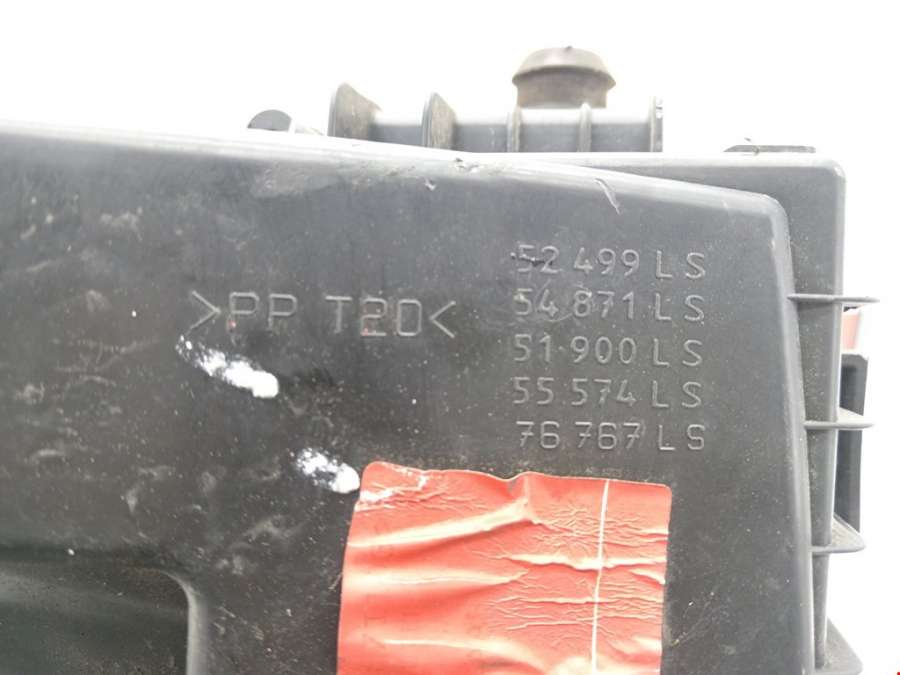 >PP T20<
52 499 LS
54 871 LS
51 900 LS
55 574 LS
76 767 LS